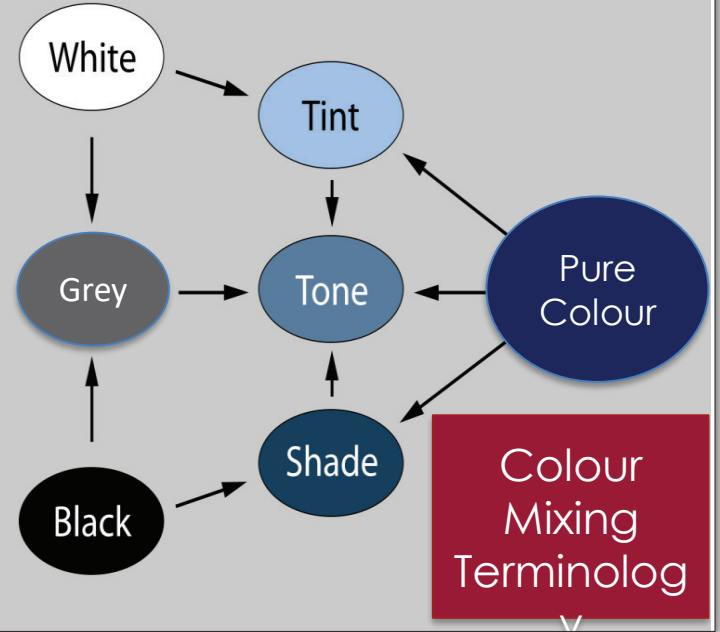 White
Tint
Grey
Tone
Pure
Colour
Shade
Black
Colour
Mixing
Terminolog
y